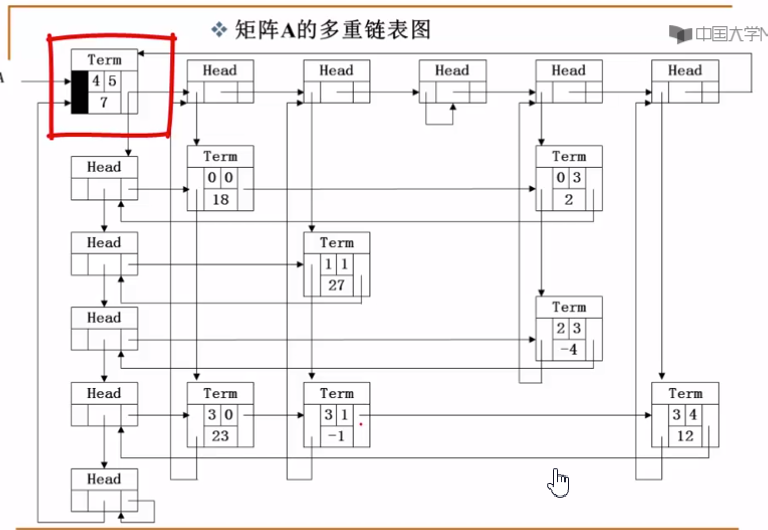 ❖ 矩阵A的多重链表图
中国大学M
A
Term
4 5
7
Head
Head
Head
Head
Head
Head
Term
0 0
18
Term
0 3
2
Head
Term
1 1
27
Head
Term
2 3
-4
Head
Term
3 0
23
Term
3 1
-1
Term
3 4
12
Head